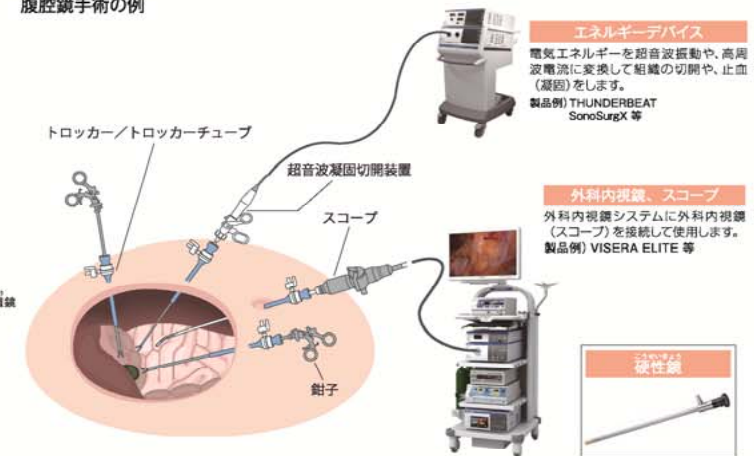 腹腔鏡手術の例
エネルギーデバイス
電気エネルギーを超音波振動や、高周
波電流に変換して組織の切開や、止血
（凝固）をします。
製品例）THUNDERBEAT
SonoSurgX 等
トロッカー／トロッカーチューブ
超音波凝固切開装置
スコープ
外科内視鏡、スコープ
外科内視鏡システムに外科内視鏡
（スコープ）を接続して使用します。
製品例）VISERA ELITE 等
鉗子
こうせいきょう
硬性鏡